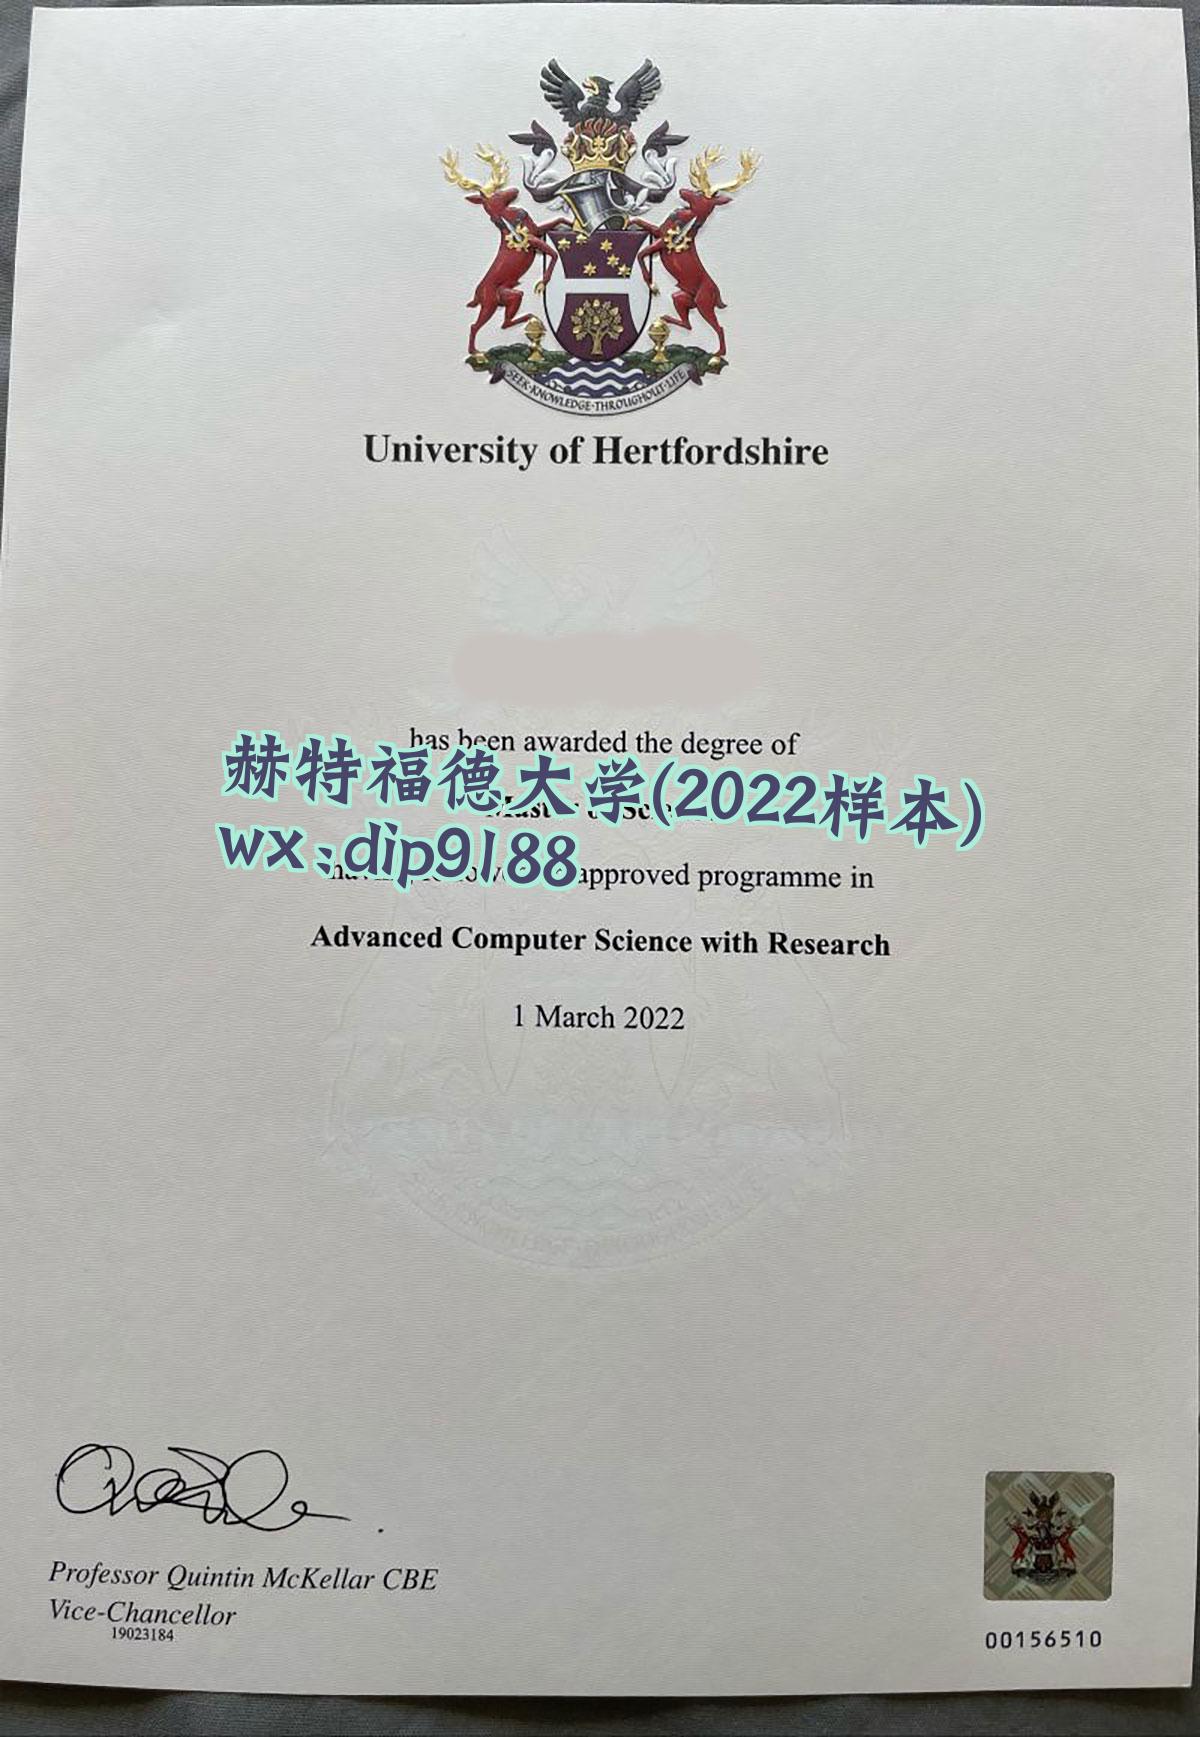 SEEK·KNOWLEDGE·THROUGHOUT·LIFE
University of Hertfordshire
has been awarded the degree of
赫特福德大学(2022样本)
wx:dip9188
approved programme in
Advanced Computer Science with Research
1 March 2022
Professor Quintin McKellar CBE
Vice-Chancellor
19023184
00156510